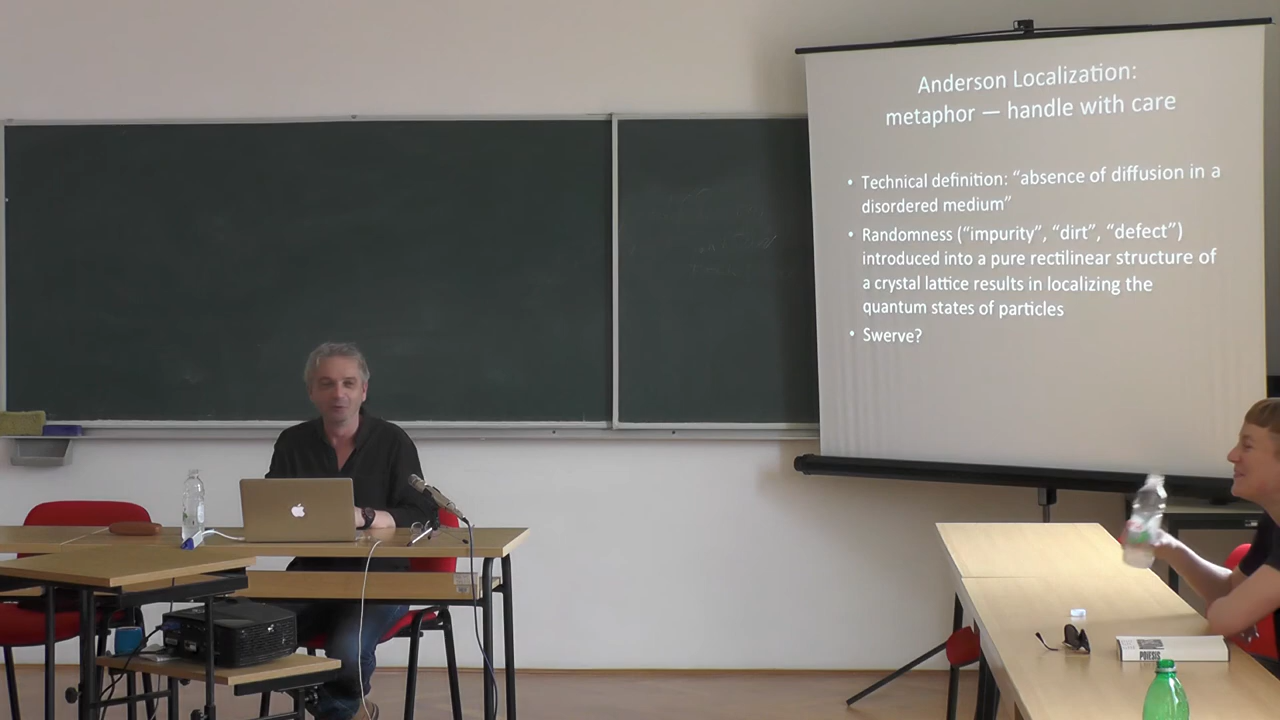 Anderson Localization:
metaphor — handle with care
• Technical definition: “absence of diffusion in a
disordered medium”
• Randomness (“impurity”, “dirt”, “defect”)
introduced into a pure rectilinear structure of
a crystal lattice results in localizing the
quantum states of particles
• Swerve?
POIESIS